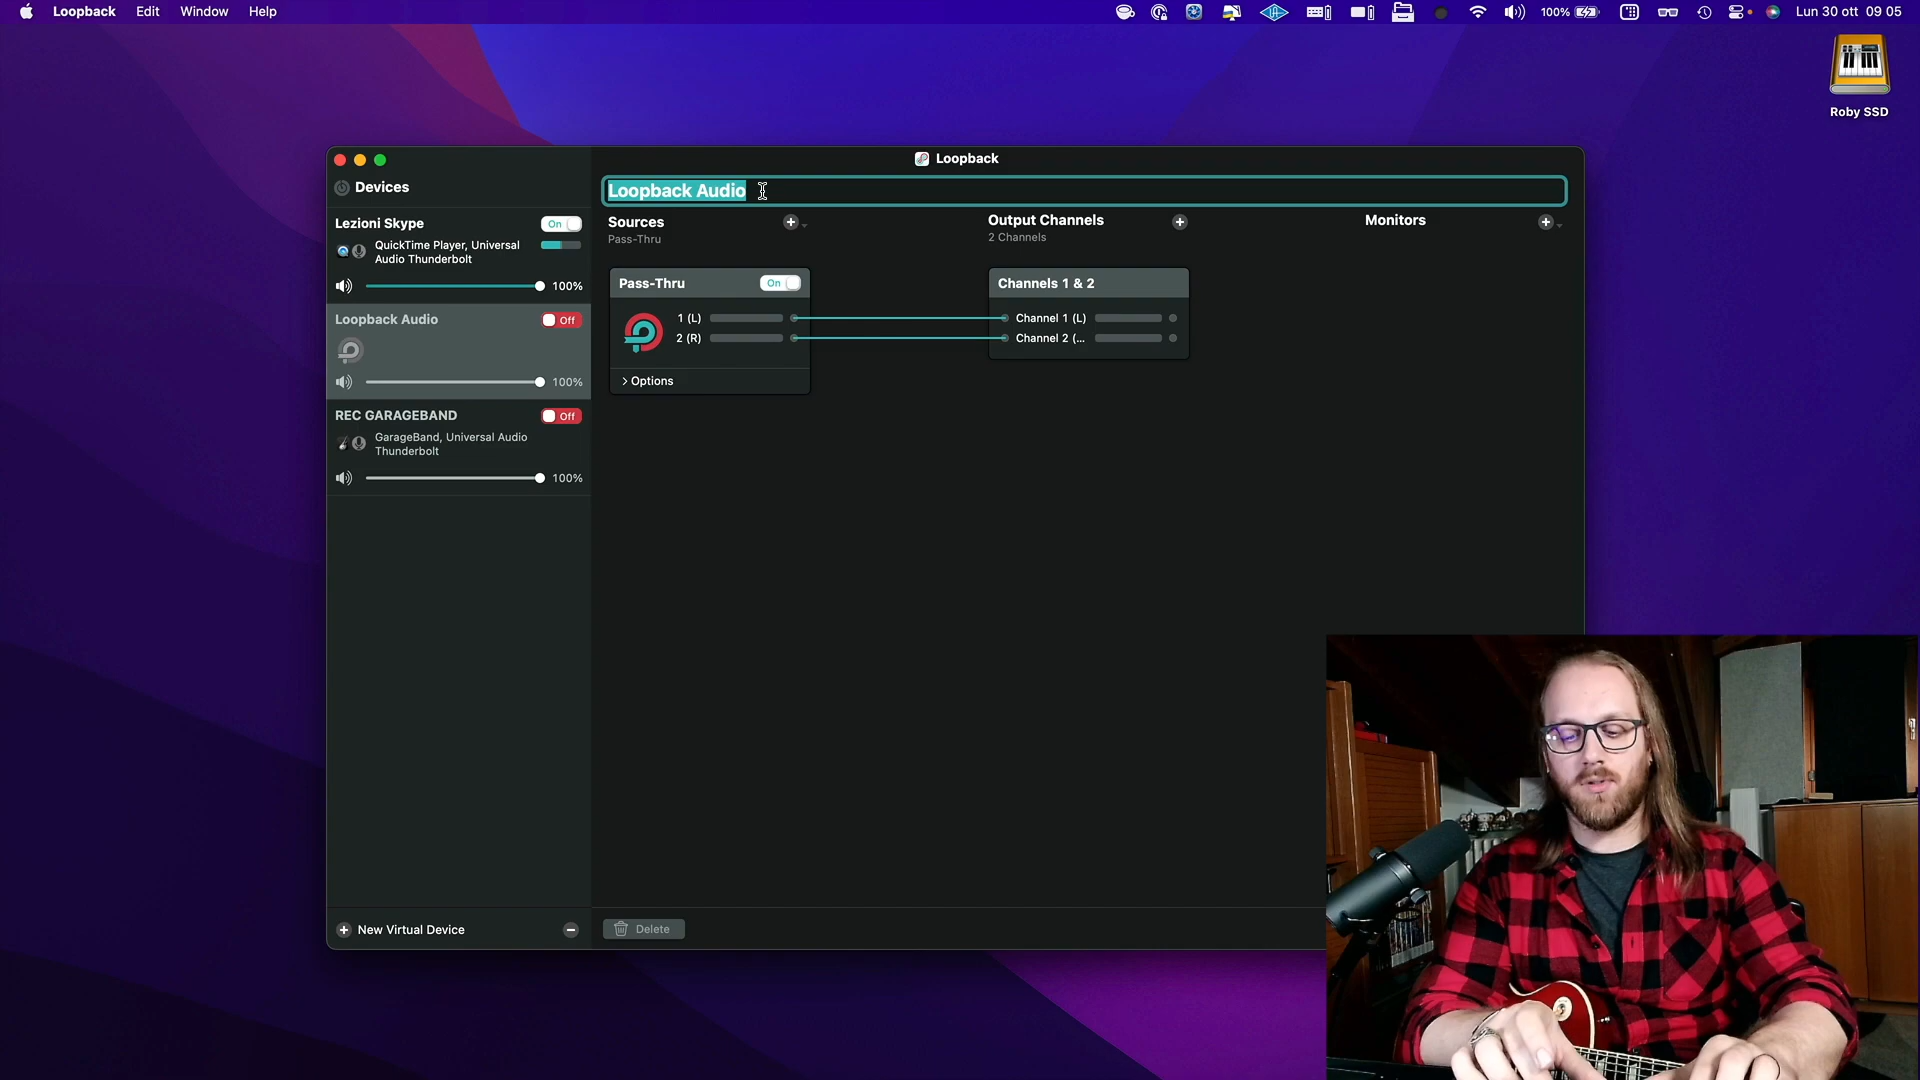 Loopback Edit Window Help
100% Lun 30 ott 09 05
Roby SSD
Loopback
Devices
Loopback Audio
Lezioni Skype On
QuickTime Player, Universal
Audio Thunderbolt
100%
Loopback Audio Off
100%
REC GARAGEBAND Off
GarageBand, Universal Audio
Thunderbolt
100%
Sources
Pass-Thru
Output Channels
2 Channels
Monitors
Pass-Thru On
1 (L)
2 (R)
Options
Channels 1 & 2
Channel 1 (L)
Channel 2 (...
New Virtual Device
Delete